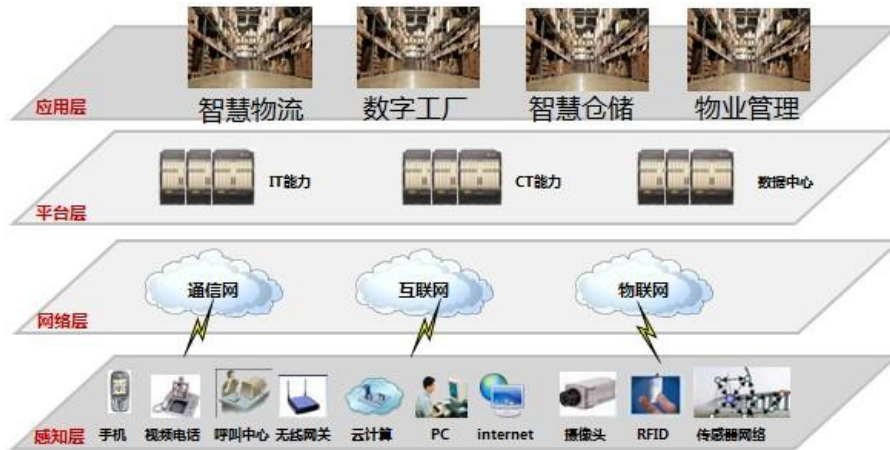 智慧物流 数字工厂 智慧仓储 物业管理
应用层
IT能力 CT能力 数据中心
平台层
通信网 互联网 物联网
网络层
手机 视频电话 呼叫中心 无线网关 云计算 PC internet 摄像头 RFID 传感器网络
感知层